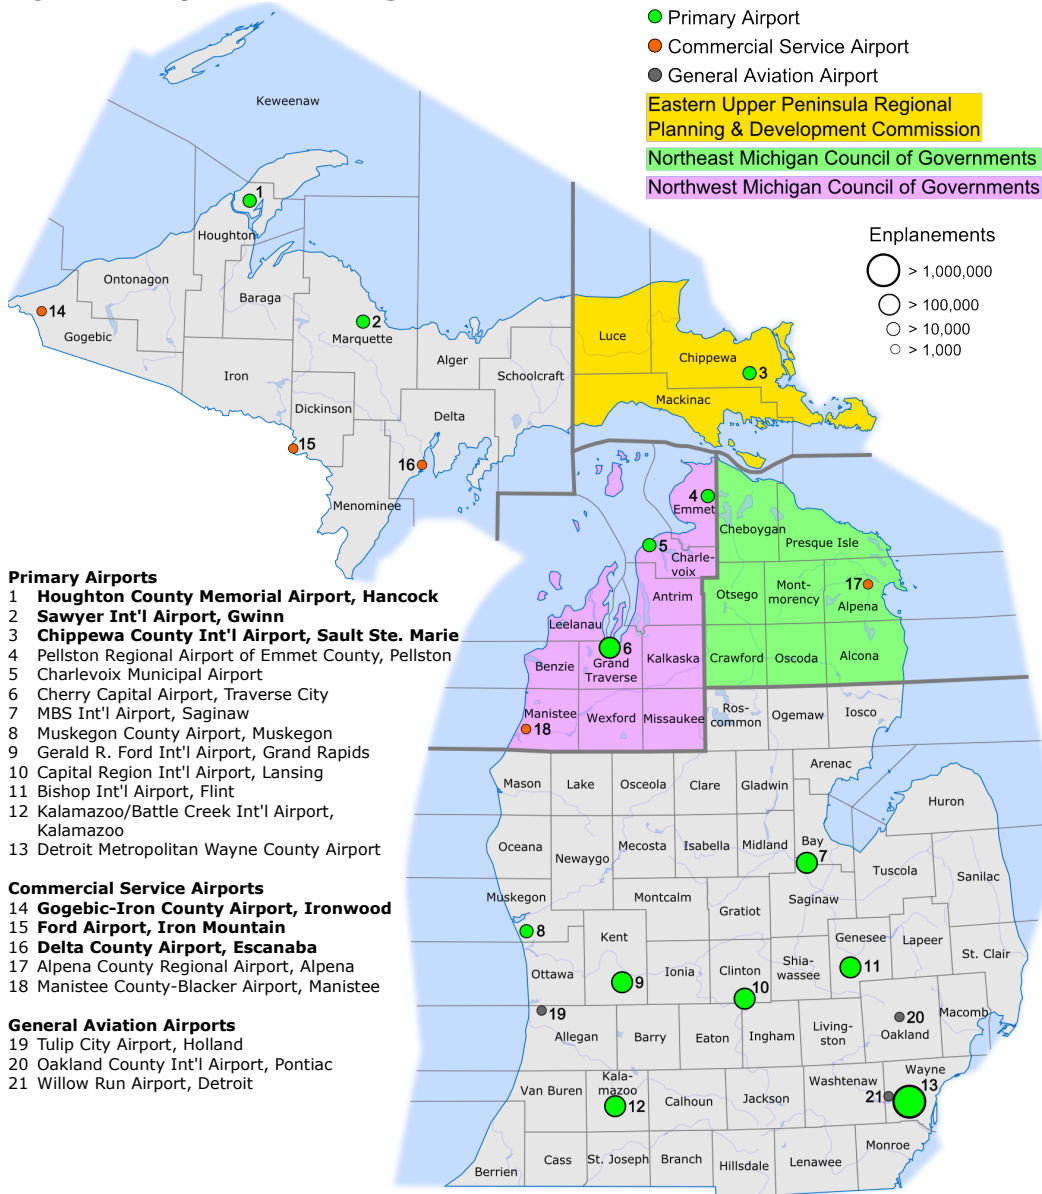 Primary Airport
Commercial Service Airport
General Aviation Airport
Eastern Upper Peninsula Regional
Planning & Development Commission
Northeast Michigan Council of Governments
Northwest Michigan Council of Governments
Enplanements
> 1,000,000
> 100,000
> 10,000
> 1,000
Keweenaw
1
Houghton
Ontonagon
Baraga
14
Gogebic
2
Marquette
Luce
Chippewa
3
Alger
Iron
Schoolcraft
Mackinac
Dickinson
Delta
15
16
Menominee
4
Emmet
Cheboygan
Presque Isle
5
Charle-
voix
17
Antrim
Otsego
Mont-
morency
Alpena
Leelanau
6
Benzie
Grand
Traverse
Kalkaska
Crawford
Oscoda
Alcona
Manistee
18
Wexford
Missaukee
Ros-
common
Ogemaw
Iosco
Mason
Lake
Osceola
Clare
Gladwin
Arenac
Huron
Oceana
Newaygo
Mecosta
Isabella
Midland
Bay
7
Tuscola
Sanilac
Muskegon
Montcalm
Gratiot
Saginaw
8
Kent
Genesee
Lapeer
St. Clair
Ottawa
9
Ionia
Clinton
10
Shia-
wassee
11
19
Allegan
Barry
Eaton
Ingham
Living-
ston
20
Oakland
Macomb
Van Buren
Kala-
mazoo
12
Calhoun
Jackson
Washtenaw
Wayne
13
21
Berrien
Cass
St. Joseph
Branch
Hillsdale
Lenawee
Monroe
Primary Airports
1 Houghton County Memorial Airport, Hancock
2 Sawyer Int'l Airport, Gwinn
3 Chippewa County Int'l Airport, Sault Ste. Marie
4 Pellston Regional Airport of Emmet County, Pellston
5 Charlevoix Municipal Airport
6 Cherry Capital Airport, Traverse City
7 MBS Int'l Airport, Saginaw
8 Muskegon County Airport, Muskegon
9 Gerald R. Ford Int'l Airport, Grand Rapids
10 Capital Region Int'l Airport, Lansing
11 Bishop Int'l Airport, Flint
12 Kalamazoo/Battle Creek Int'l Airport,
Kalamazoo
13 Detroit Metropolitan Wayne County Airport
Commercial Service Airports
14 Gogebic-Iron County Airport, Ironwood
15 Ford Airport, Iron Mountain
16 Delta County Airport, Escanaba
17 Alpena County Regional Airport, Alpena
18 Manistee County-Blacker Airport, Manistee
General Aviation Airports
19 Tulip City Airport, Holland
20 Oakland County Int'l Airport, Pontiac
21 Willow Run Airport, Detroit